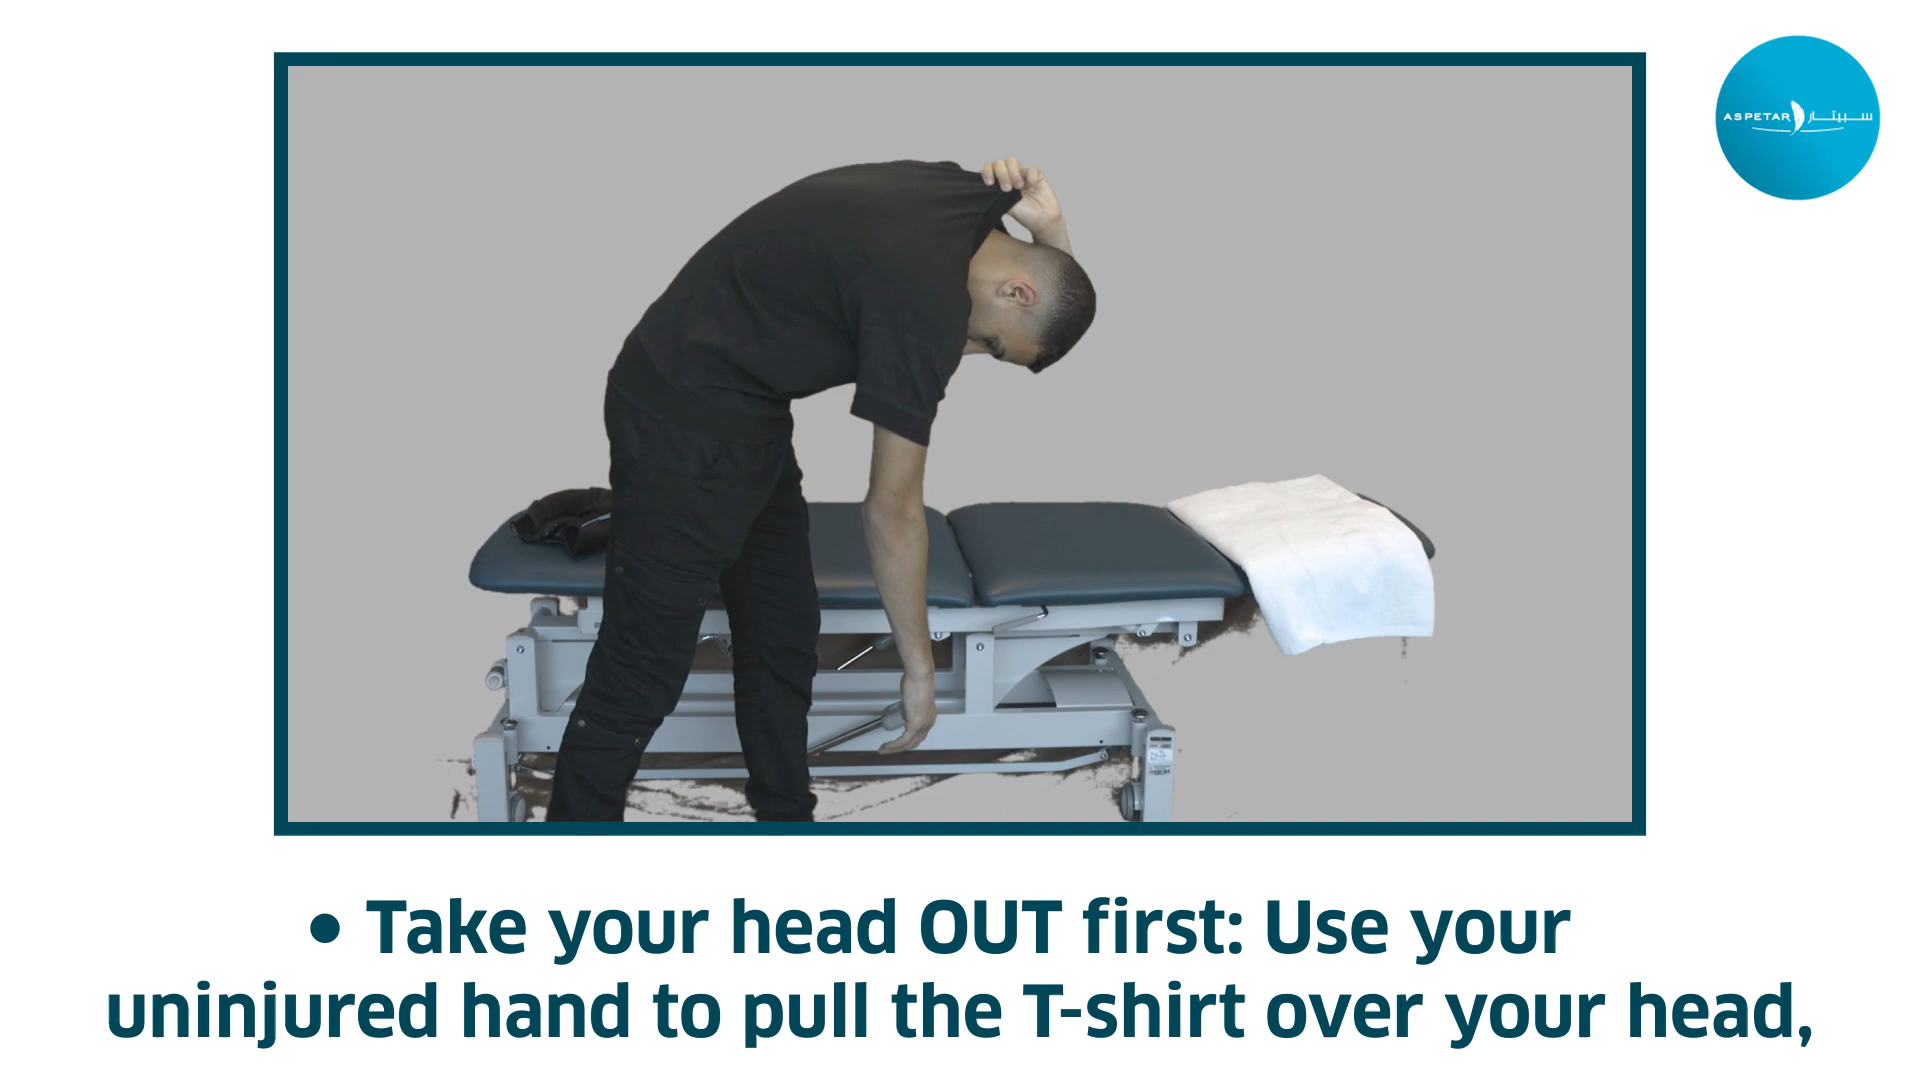 ASPETAR سبيتار
• Take your head OUT first: Use your
uninjured hand to pull the T-shirt over your head,